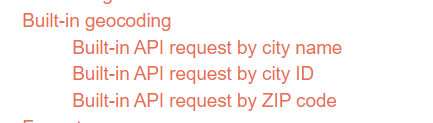 Built-in geocoding
Built-in API request by city name
Built-in API request by city ID
Built-in API request by ZIP code